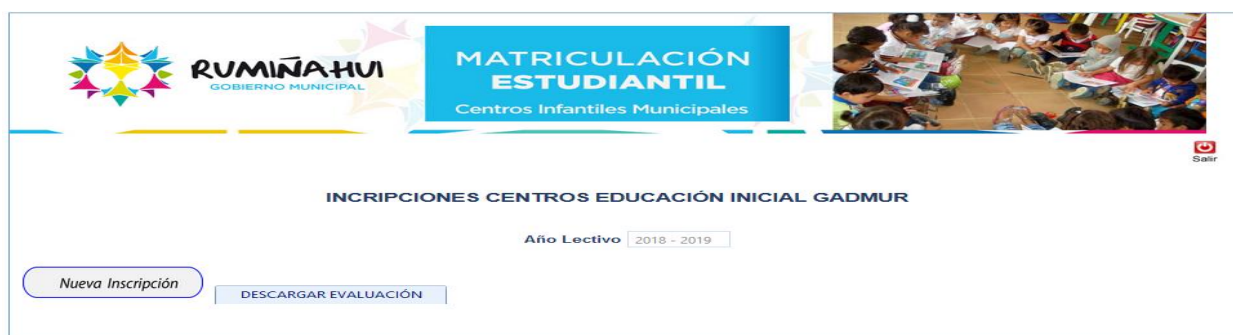 RUMIÑAHUI
GOBIERNO MUNICIPAL
MATRICULACIÓN
ESTUDIANTIL
Centros Infantiles Municipales
Salir
INCRIPCIONES CENTROS EDUCACIÓN INICIAL GADMUR
Año Lectivo 2018 - 2019
Nueva Inscripción
DESCARGAR EVALUACIÓN